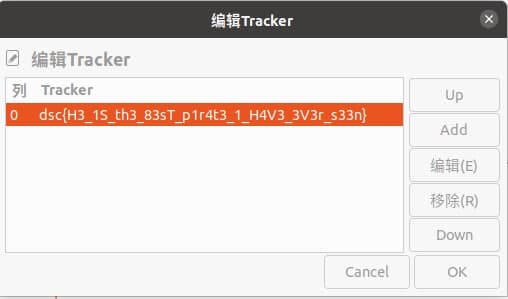 编辑Tracker
编辑Tracker
列 Tracker
0 dsc{H3_1S_th3_83sT_p1r4t3_1_H4V3_3V3r_s33n}
Up
Add
编辑(E)
移除(R)
Down
Cancel OK